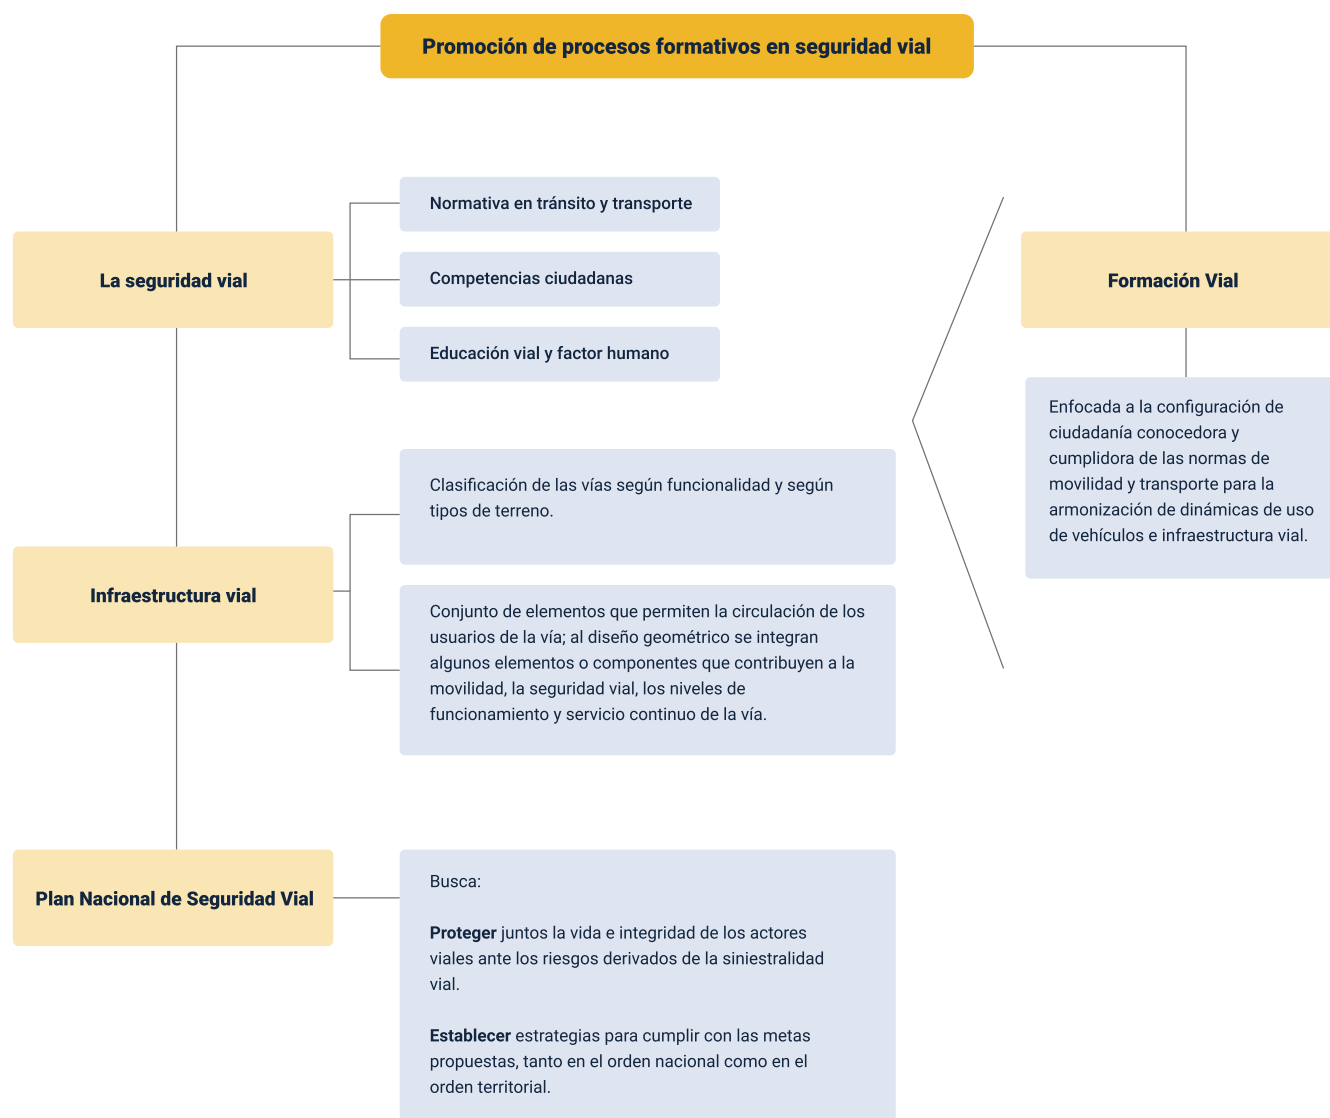 Promoción de procesos formativos en seguridad vial
La seguridad vial
Normativa en tránsito y transporte
Competencias ciudadanas
Educación vial y factor humano
Infraestructura vial
Clasificación de las vías según funcionalidad y según
tipos de terreno.
Conjunto de elementos que permiten la circulación de los
usuarios de la vía; al diseño geométrico se integran
algunos elementos o componentes que contribuyen a la
movilidad, la seguridad vial, los niveles de
funcionamiento y servicio continuo de la vía.
Plan Nacional de Seguridad Vial
Busca:
Proteger juntos la vida e integridad de los actores
viales ante los riesgos derivados de la siniestralidad
vial.
Establecer estrategias para cumplir con las metas
propuestas, tanto en el orden nacional como en el
orden territorial.
Formación Vial
Enfocada a la configuración de
ciudadanía conocedora y
cumplidora de las normas de
movilidad y transporte para la
armonización de dinámicas de uso
de vehículos e infraestructura vial.